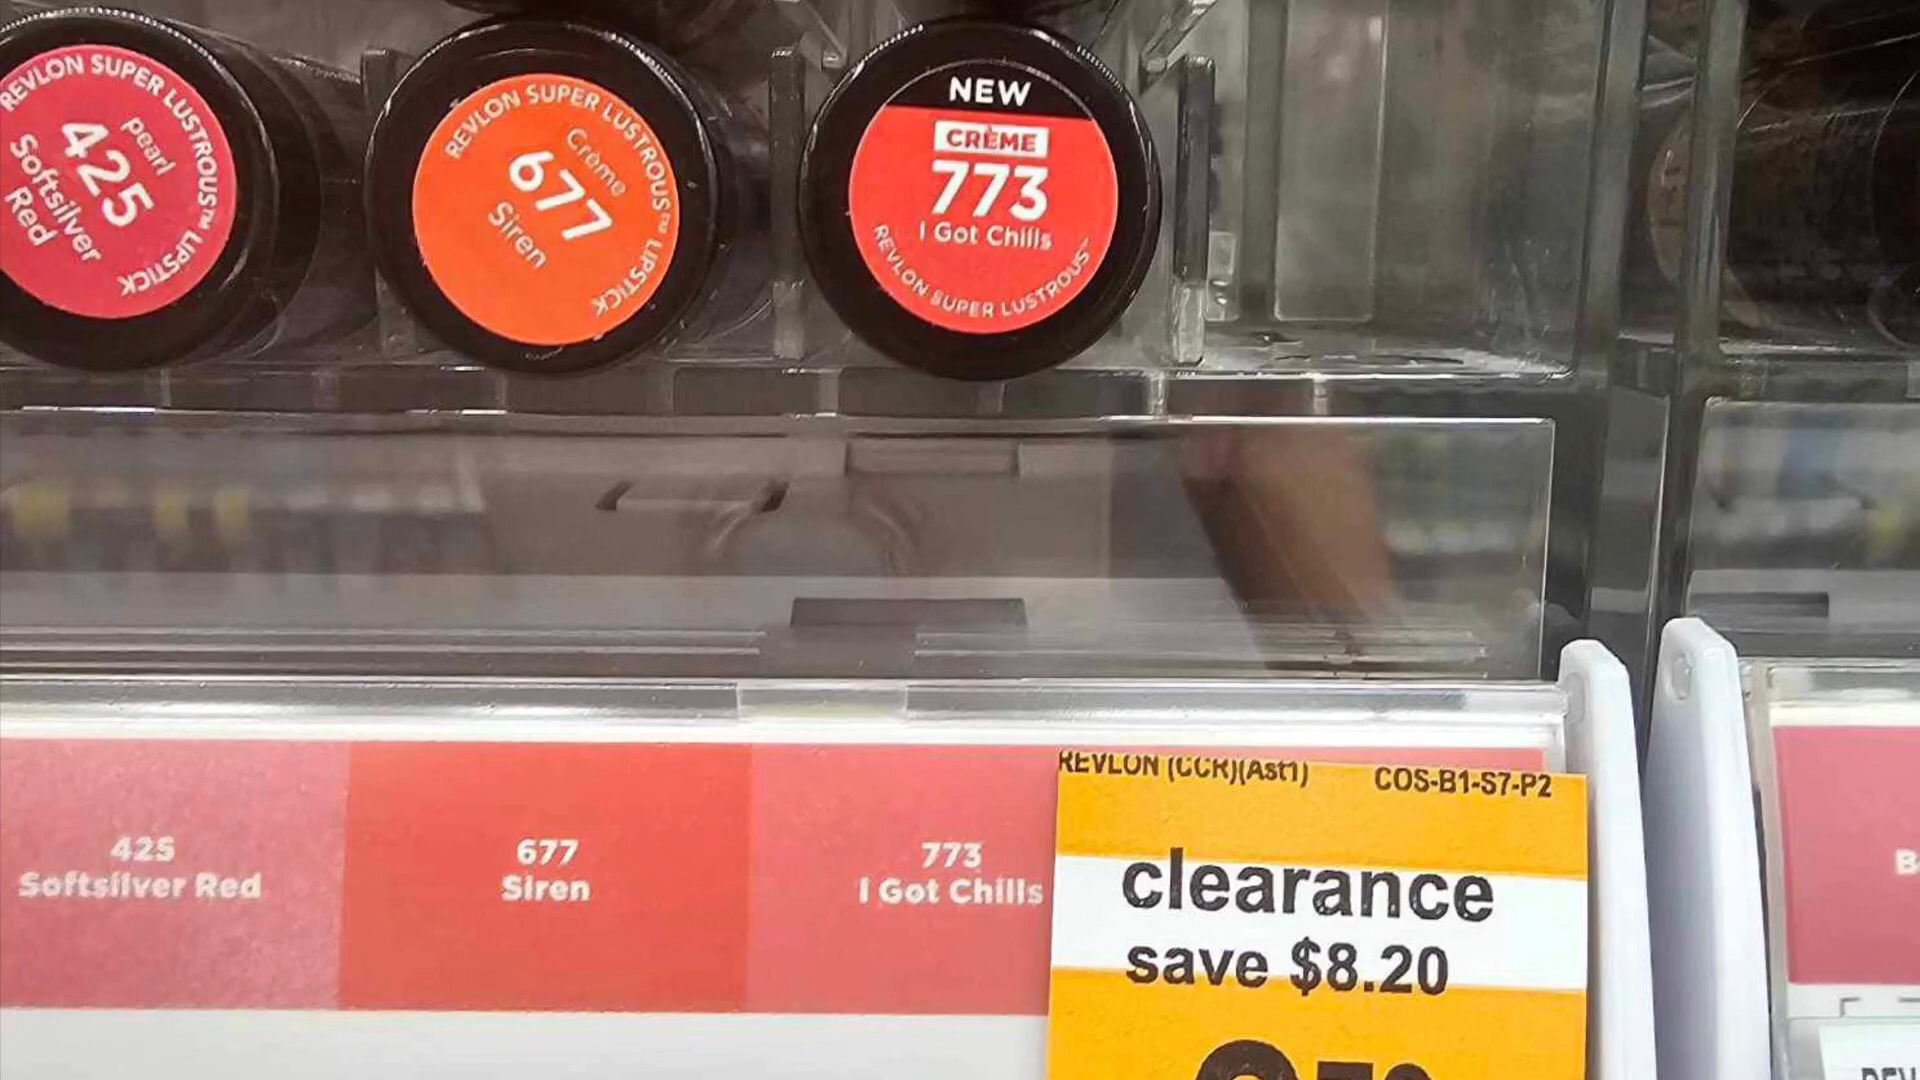 REVLON SUPER LUSTROUS™ LIPSTICK
pearl
425
Softsilver
Red
REVLON SUPER LUSTROUS™ LIPSTICK
Crème
677
Siren
NEW
CRÈME
773
I Got Chills
REVLON SUPER LUSTROUS™
425
Softsilver Red
677
Siren
773
I Got Chills
REVLON (CCR)(Ast1) COS-B1-S7-P2
clearance
save $8.20